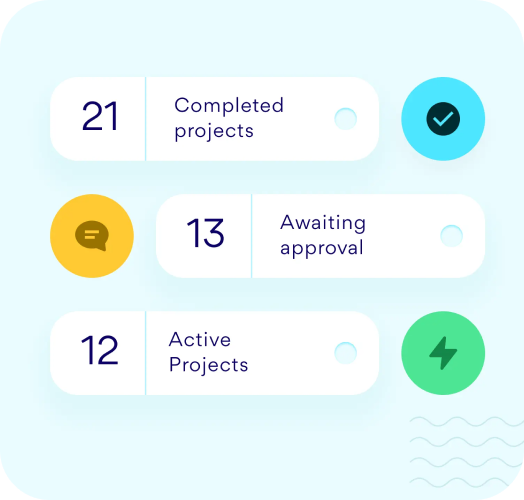 21
Completed
projects
13
Awaiting
approval
12
Active
Projects